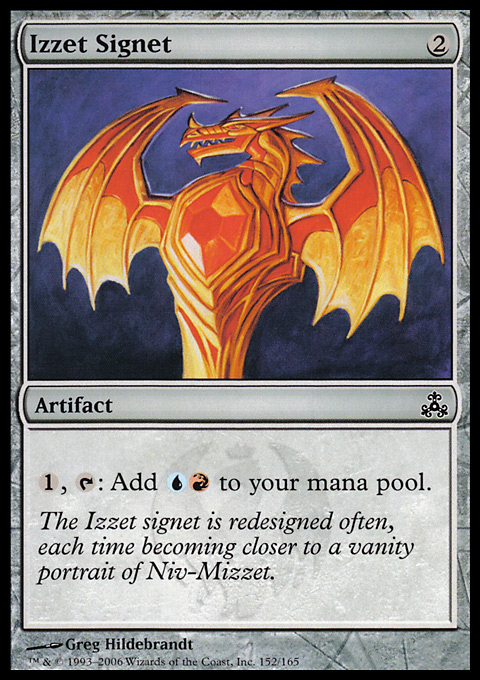 Izzet Signet 2
Artifact
1, : Add to your mana pool.
The Izzet signet is redesigned often,
each time becoming closer to a vanity
portrait of Niv-Mizzet.
Greg Hildebrandt
™ & © 1993–2006 Wizards of the Coast, Inc. 152/165